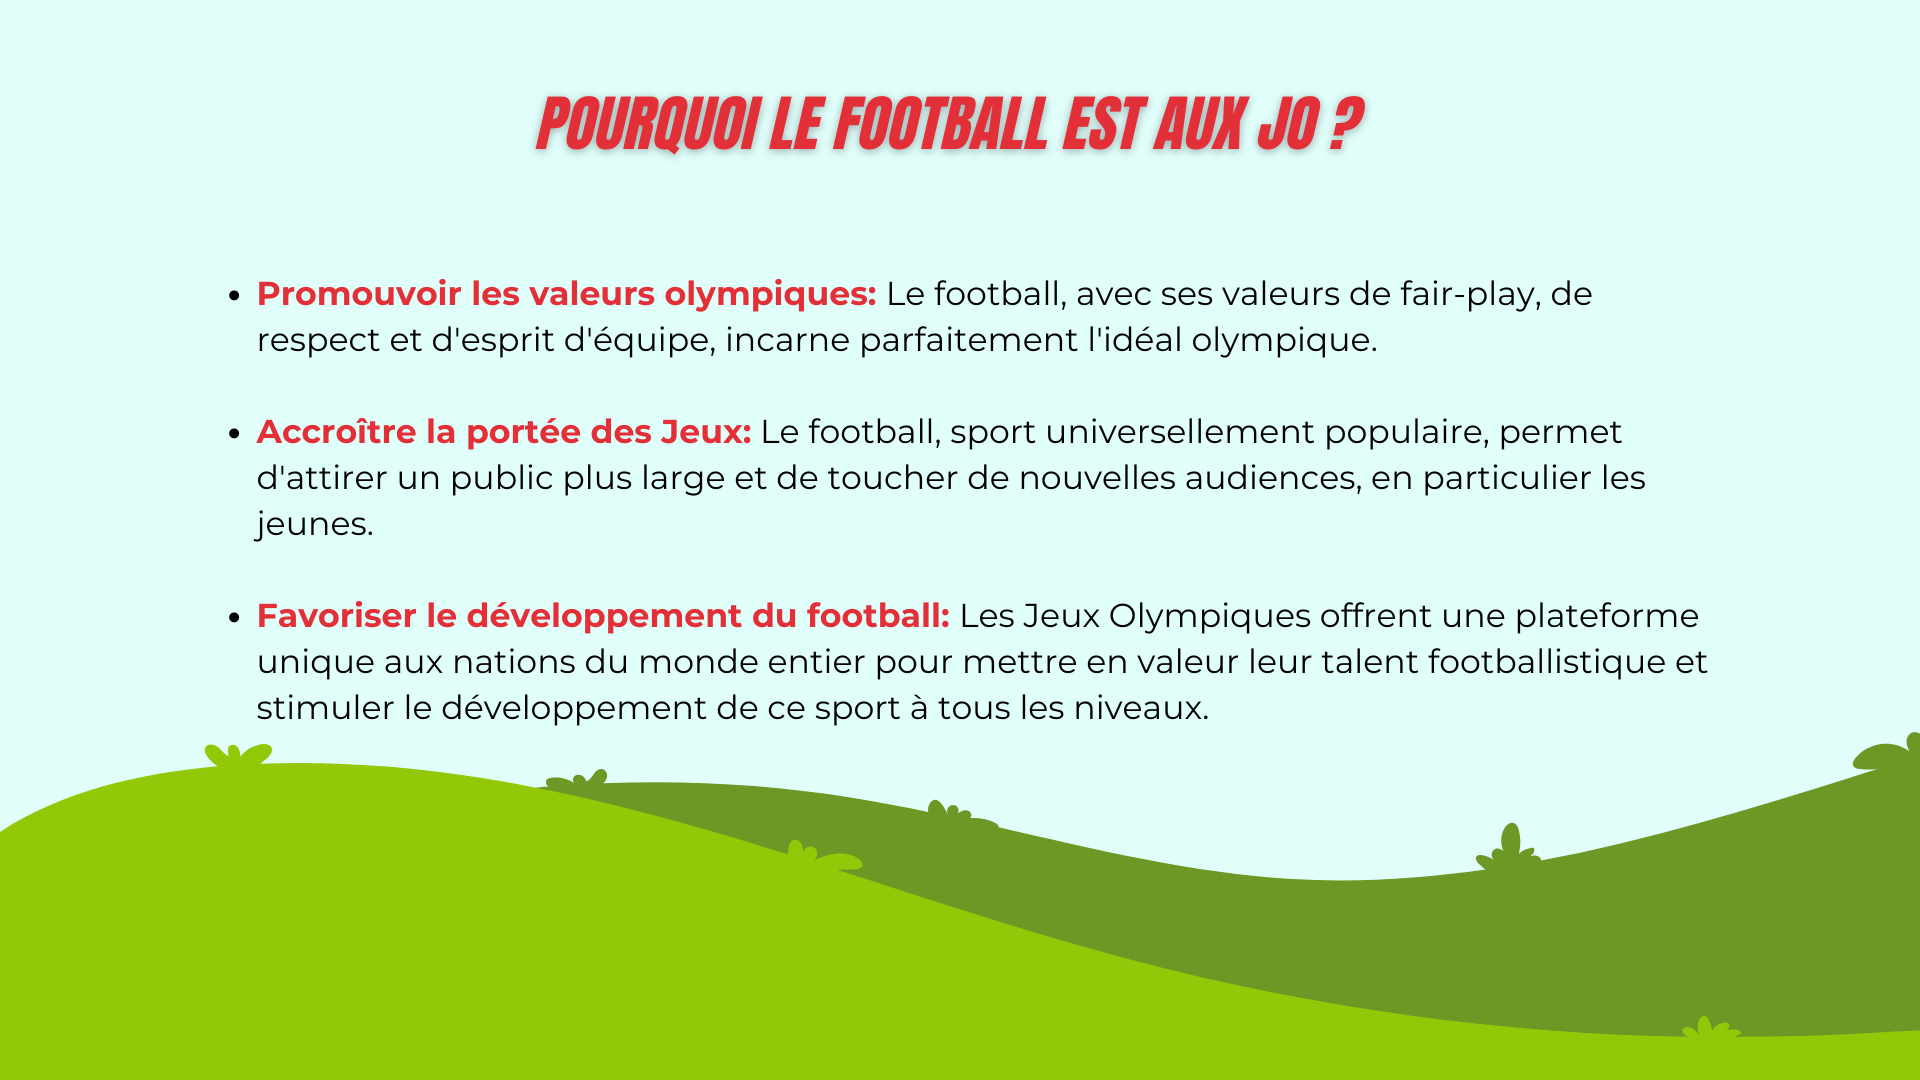 POURQUOI LE FOOTBALL EST AUX JO ?
• Promouvoir les valeurs olympiques: Le football, avec ses valeurs de fair-play, de
respect et d'esprit d'équipe, incarne parfaitement l'idéal olympique.
• Accroître la portée des Jeux: Le football, sport universellement populaire, permet
d'attirer un public plus large et de toucher de nouvelles audiences, en particulier les
jeunes.
• Favoriser le développement du football: Les Jeux Olympiques offrent une plateforme
unique aux nations du monde entier pour mettre en valeur leur talent footballistique et
stimuler le développement de ce sport à tous les niveaux.